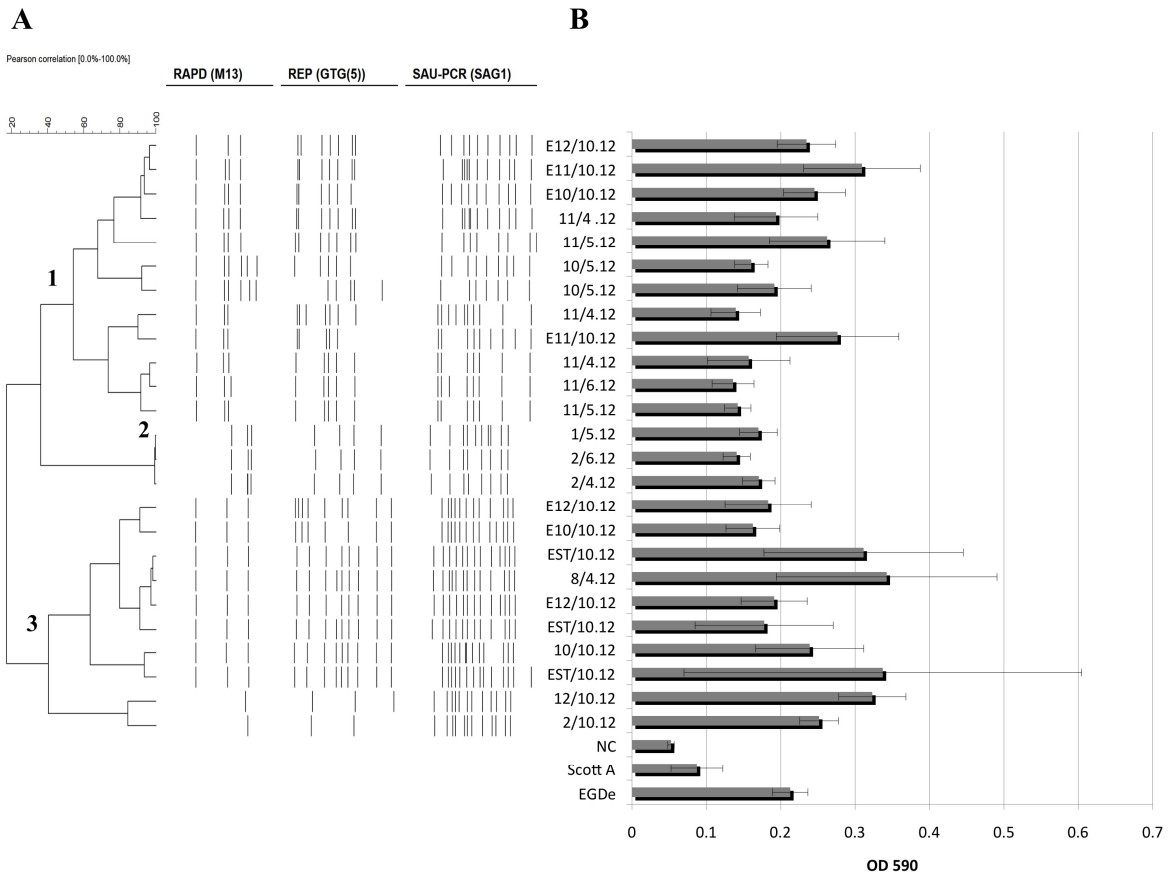 A
B
Pearson correlation [0.0%-100.0%]
RAPD (M13)
REP (GTG(5))
SAU-PCR (SAG1)
20
40
60
80
100
1
2
3
E12/10.12
E11/10.12
E10/10.12
11/4 .12
11/5.12
10/5.12
10/5.12
11/4.12
E11/10.12
11/4.12
11/6.12
11/5.12
1/5.12
2/6.12
2/4.12
E12/10.12
E10/10.12
EST/10.12
8/4.12
E12/10.12
EST/10.12
10/10.12
EST/10.12
12/10.12
2/10.12
NC
Scott A
EGDe
0 0.1 0.2 0.3 0.4 0.5 0.6 0.7
OD 590